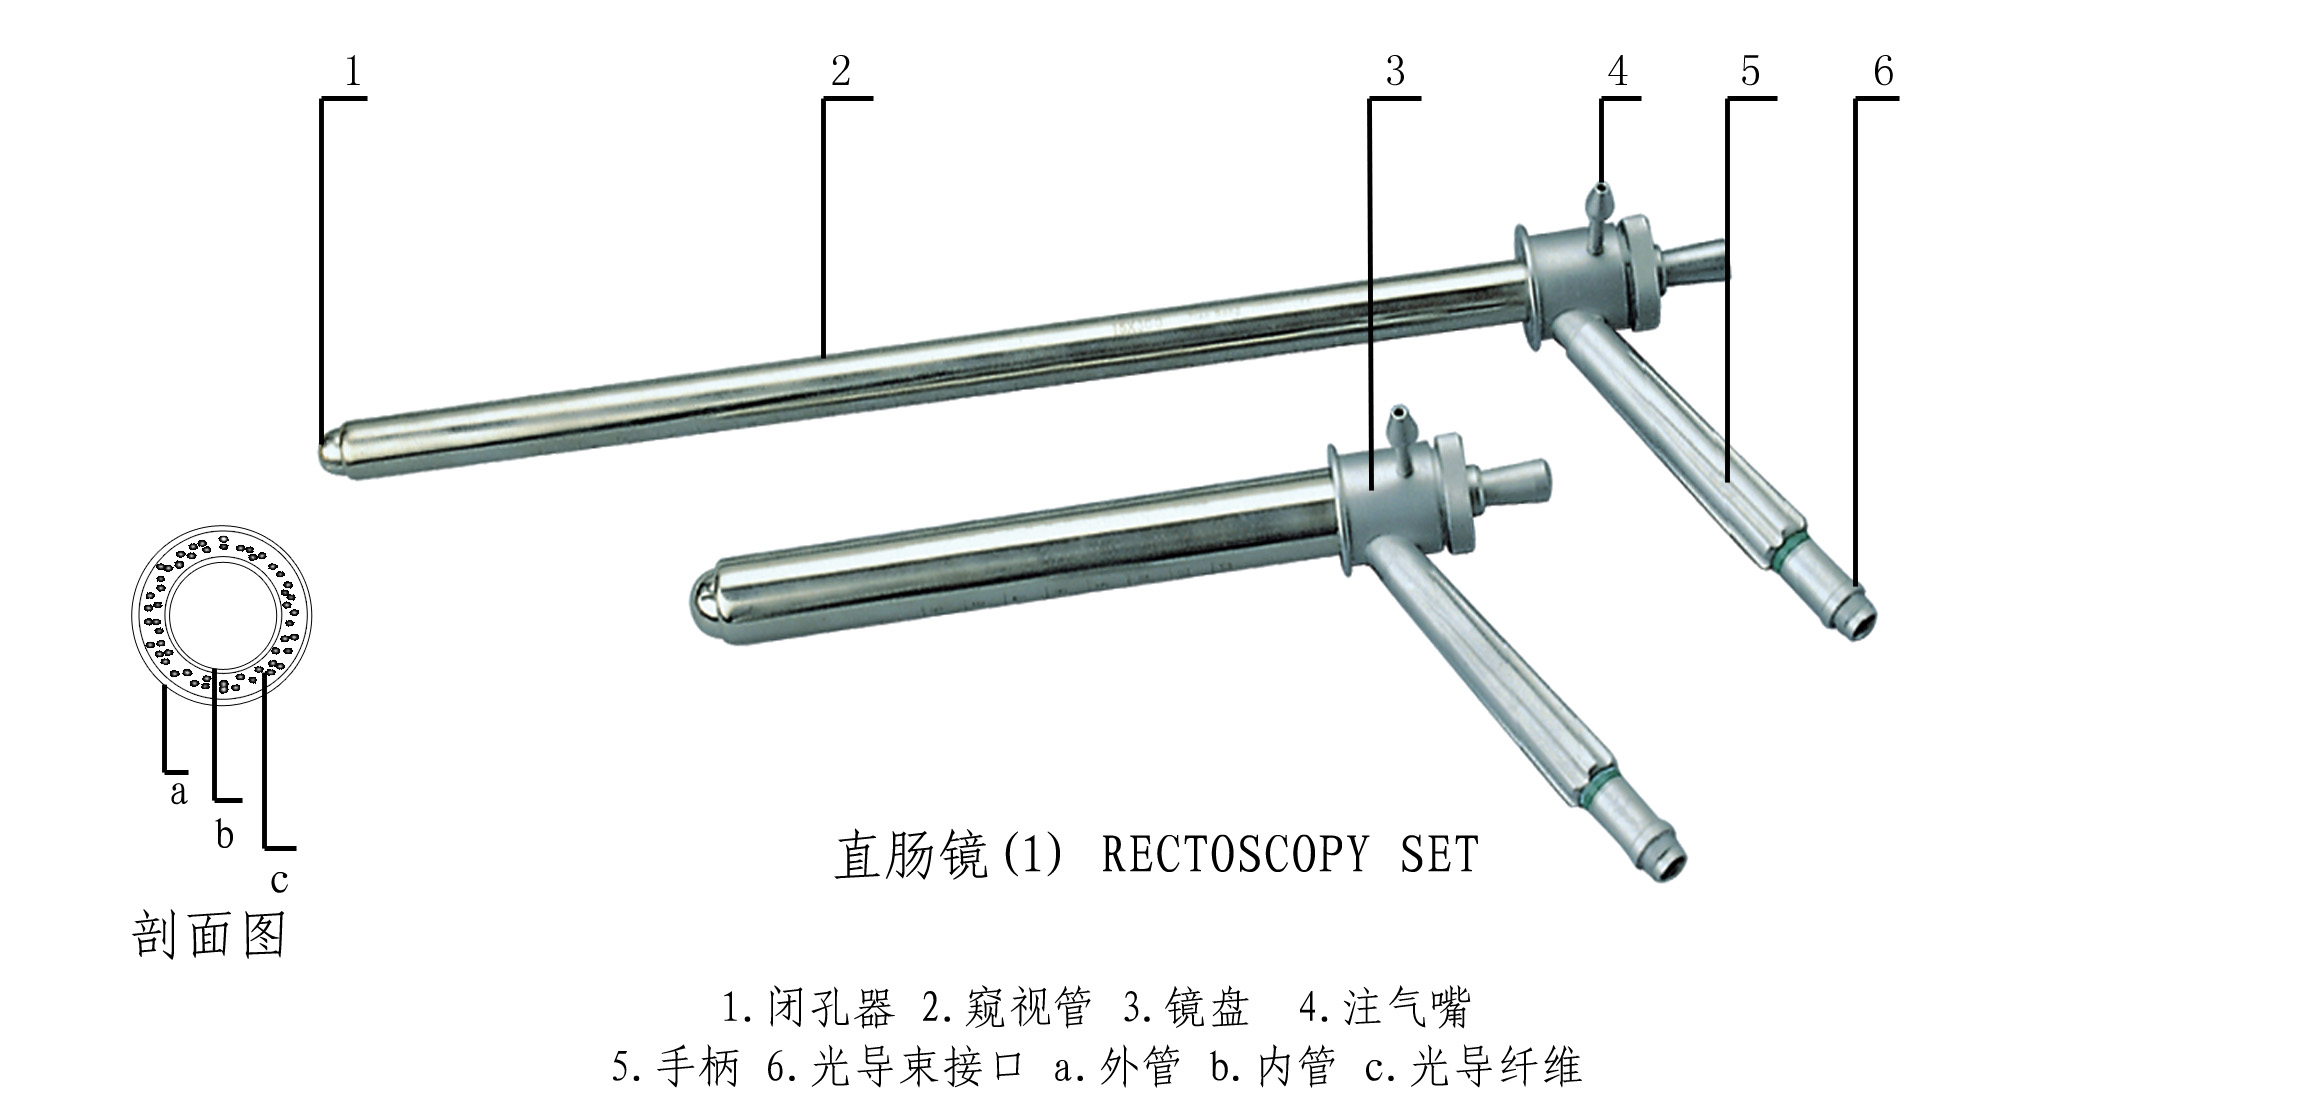 1 2 3 4 5 6
a
b
c
剖面图
直肠镜(1) RECTOSCOPY SET
1.闭孔器 2.窥视管 3.镜盘 4.注气嘴
5.手柄 6.光导束接口 a.外管 b.内管 c.光导纤维